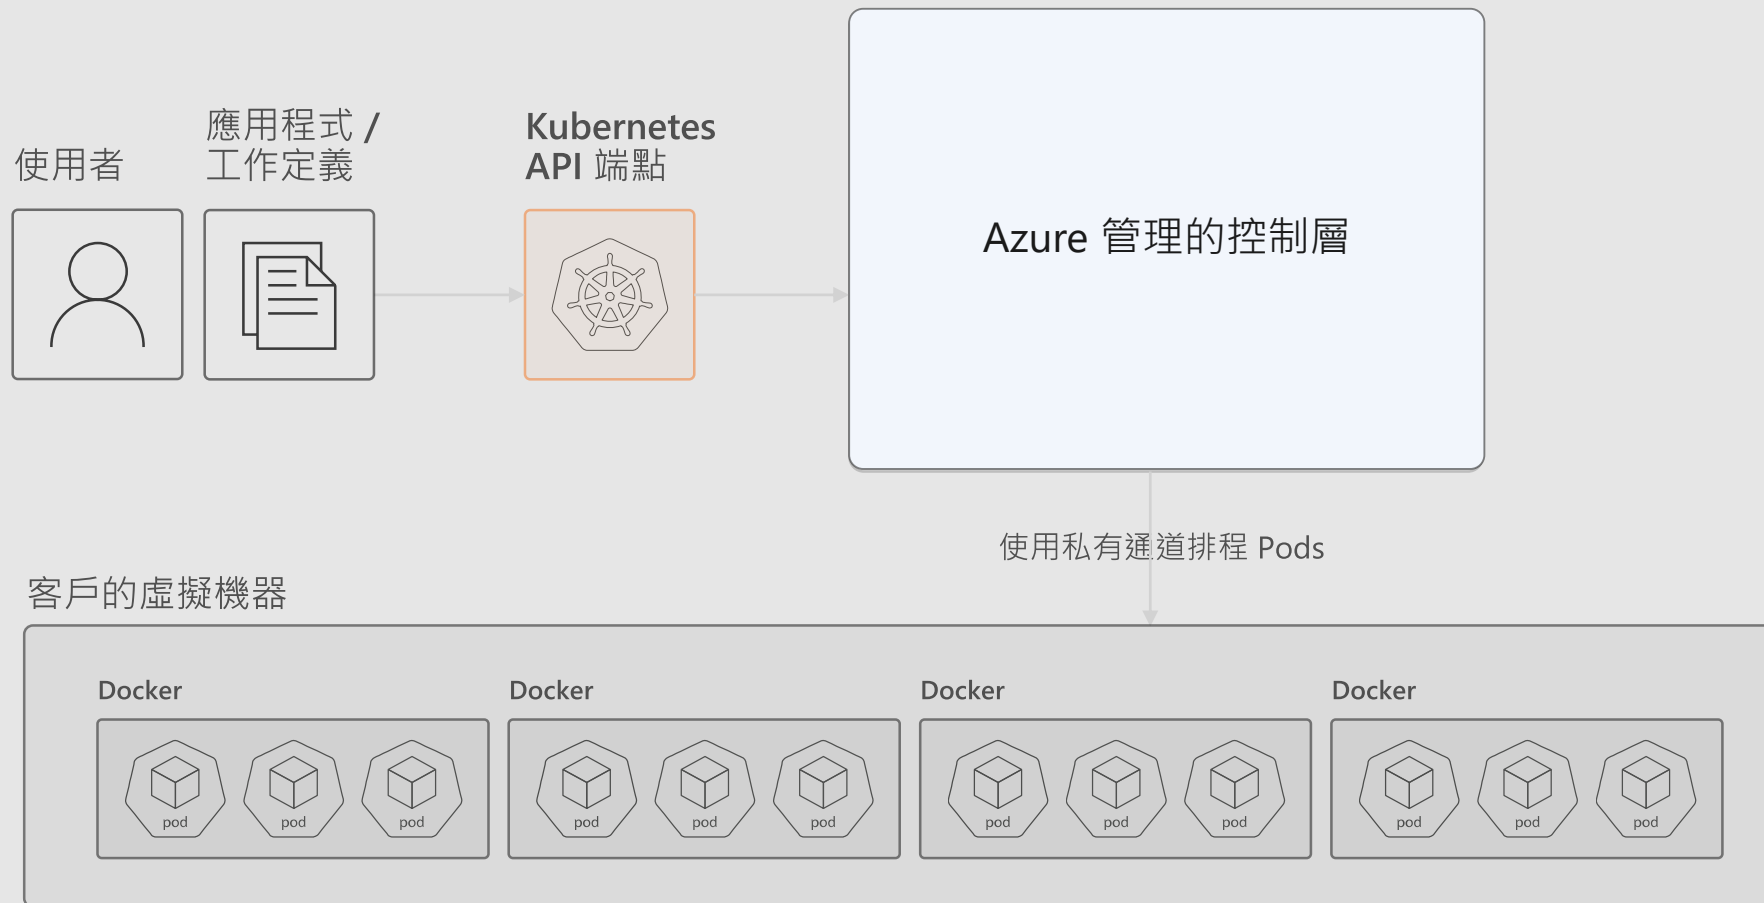 使用者
應用程式 /
工作定義
Kubernetes
API 端點
Azure 管理的控制層
使用私有通道排程 Pods
客戶的虛擬機器
Docker
Docker
Docker
Docker
pod
pod
pod
pod
pod
pod
pod
pod
pod
pod
pod
pod